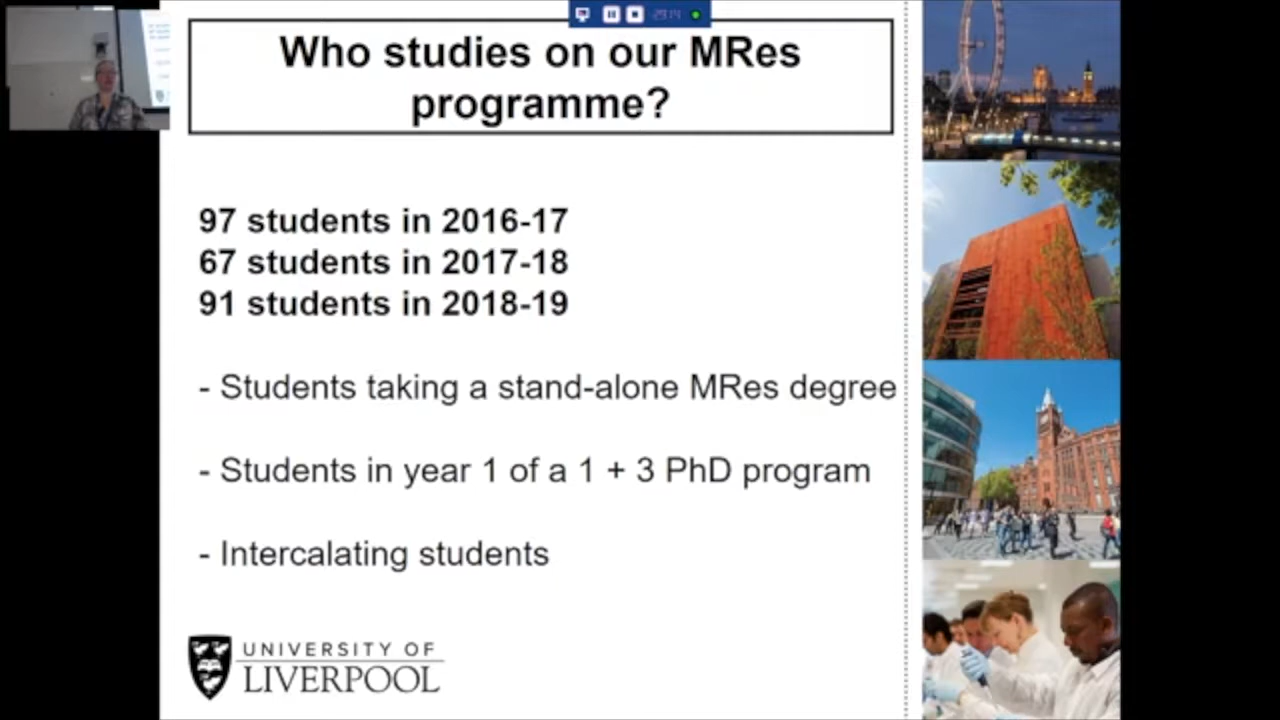 Who studies on our MRes
programme?
97 students in 2016-17
67 students in 2017-18
91 students in 2018-19
- Students taking a stand-alone MRes degree
- Students in year 1 of a 1 + 3 PhD program
- Intercalating students
UNIVERSITY OF
LIVERPOOL